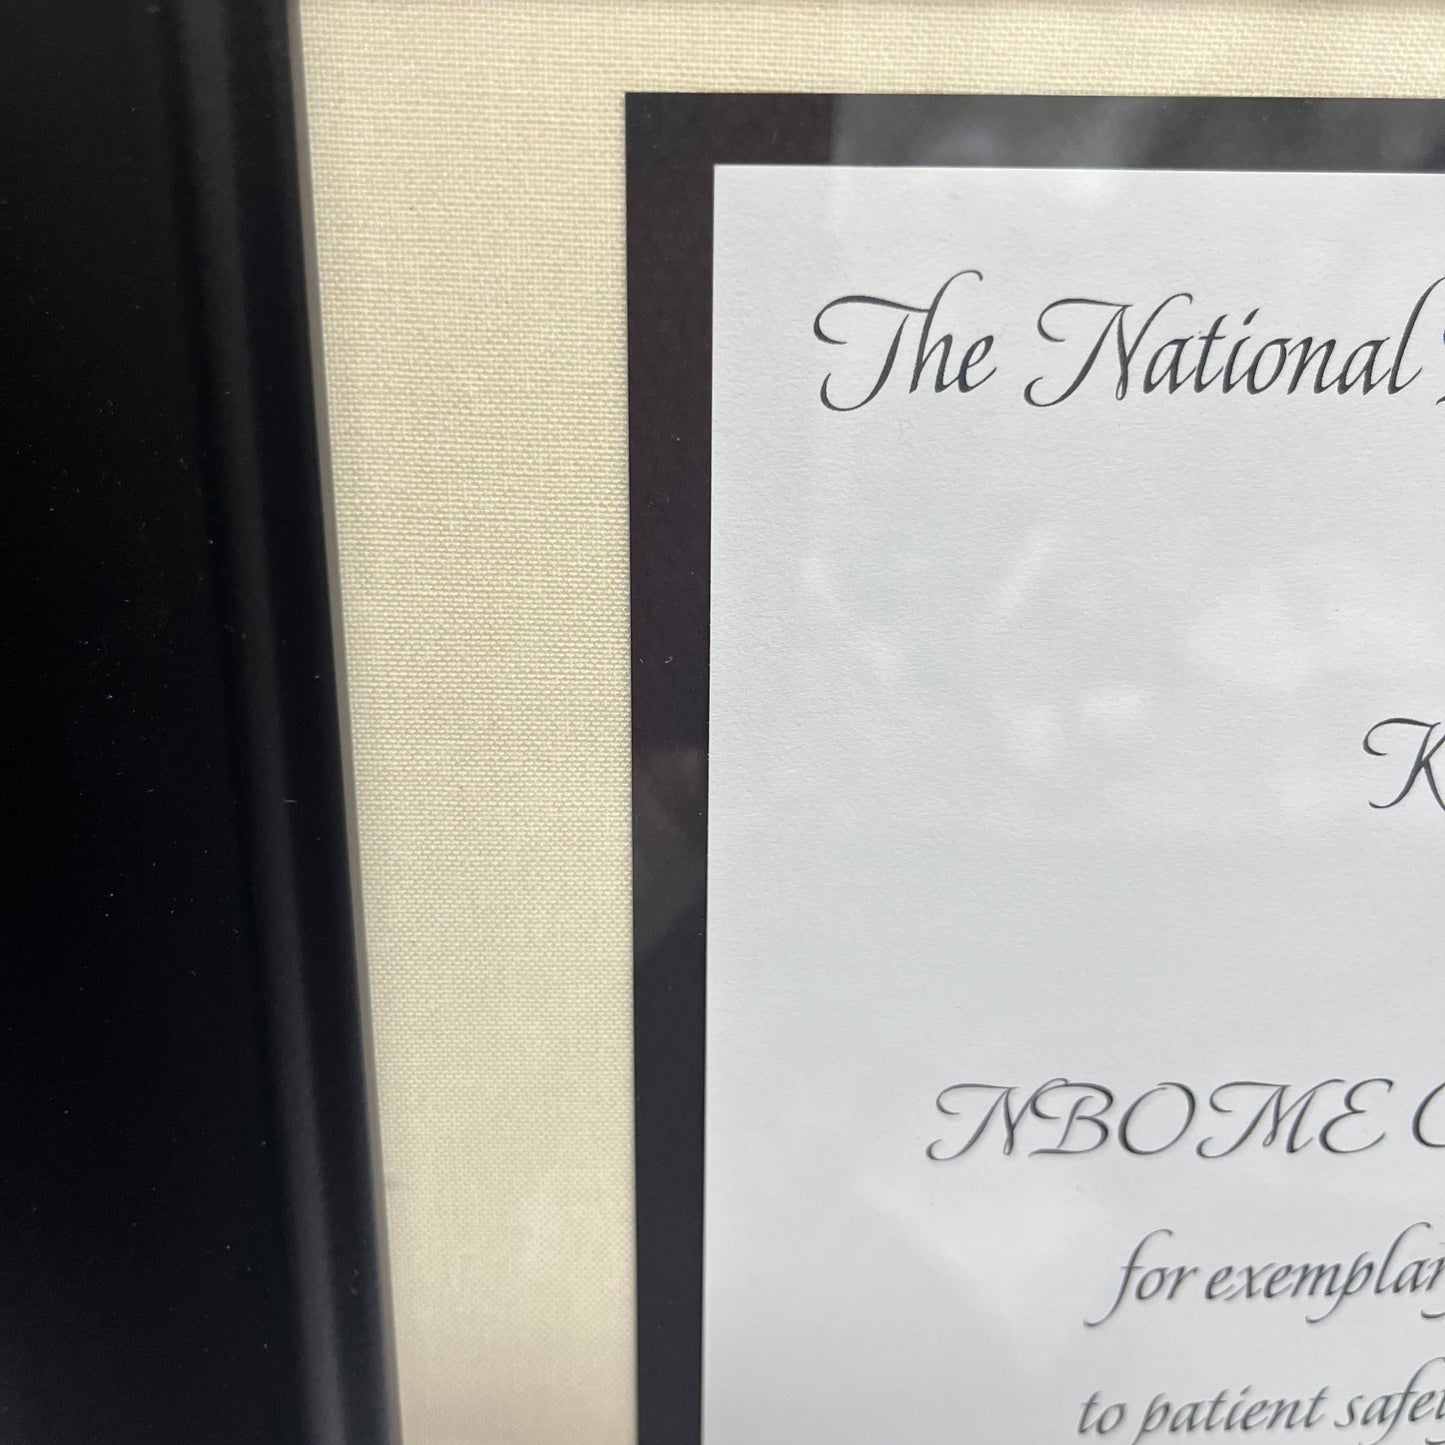 The National
K
NBOME C
for exemplar
to patient safe